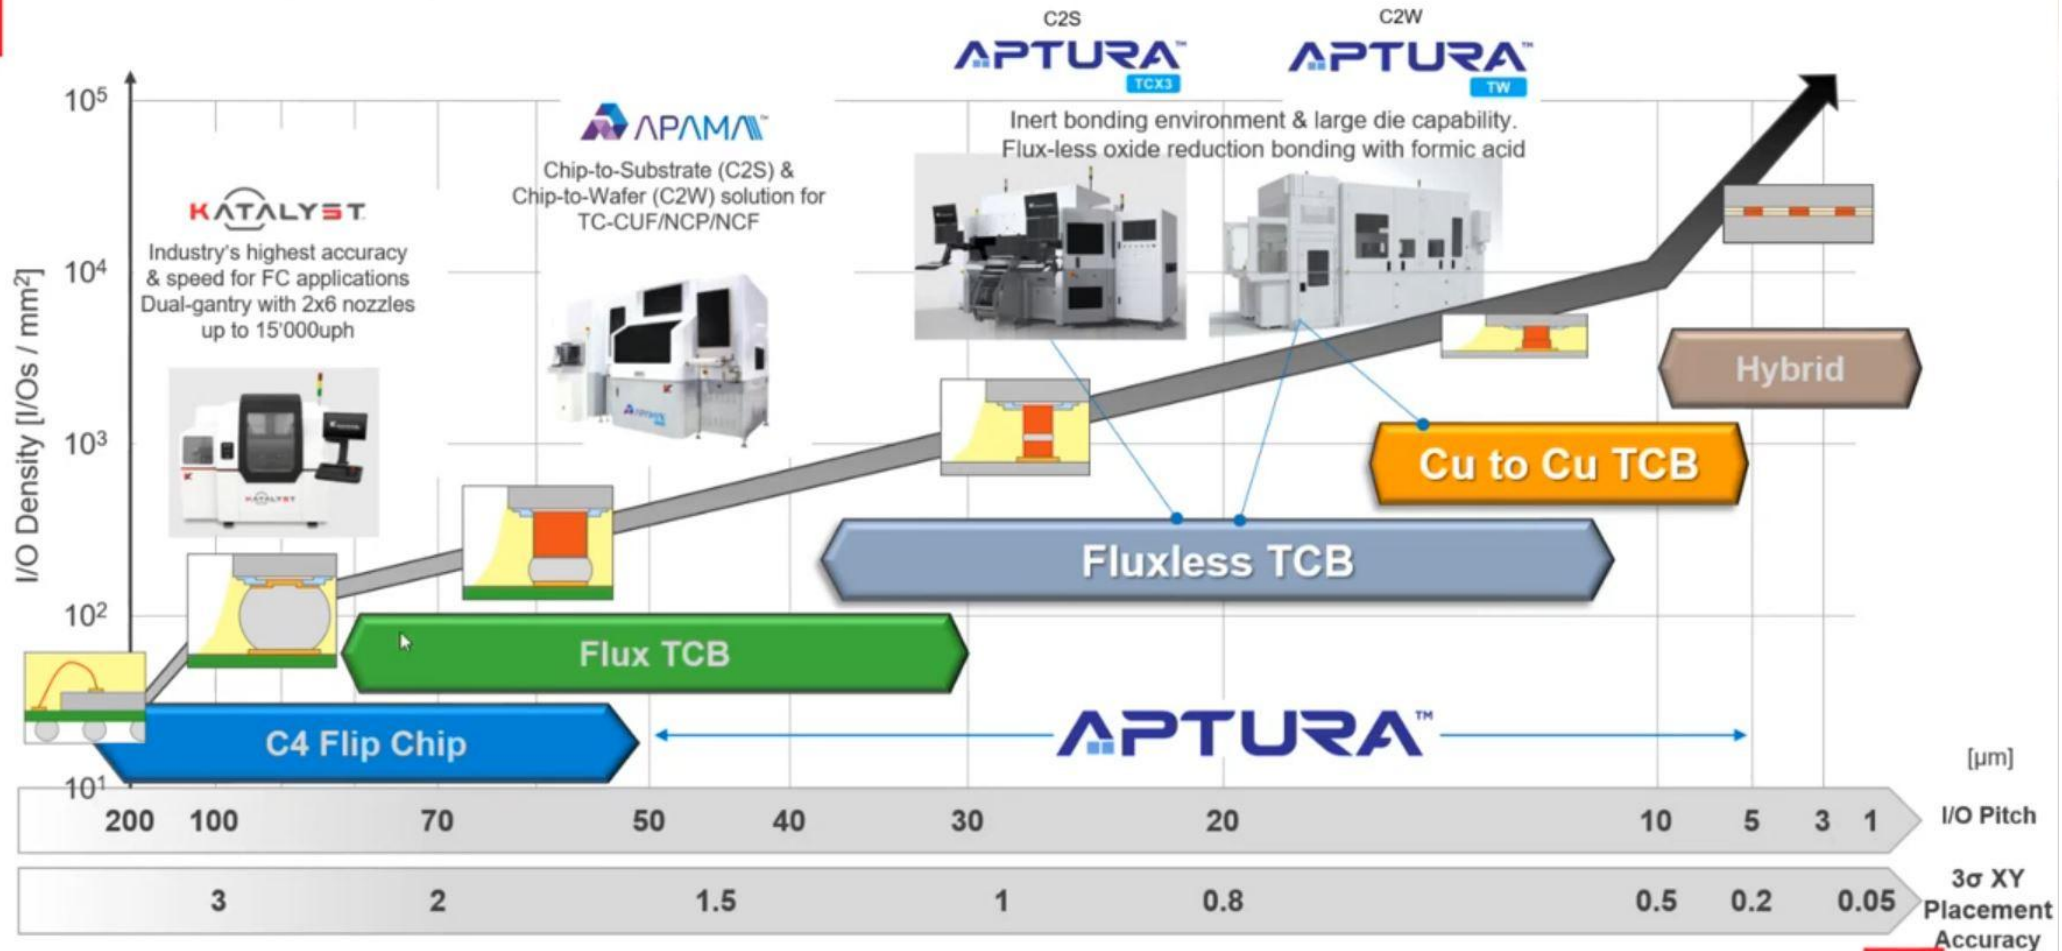 C2S
APTURA™
TCX3
C2W
APTURA™
TW
Inert bonding environment & large die capability.
Flux-less oxide reduction bonding with formic acid
APAMA™
Chip-to-Substrate (C2S) &
Chip-to-Wafer (C2W) solution for
TC-CUF/NCP/NCF
KATALYST
Industry's highest accuracy
& speed for FC applications
Dual-gantry with 2x6 nozzles
up to 15'000uph
KATALYST
APAMA
I/O Density [I/Os / mm²]
10⁵
10⁴
10³
10²
10¹
Hybrid
Cu to Cu TCB
Fluxless TCB
Flux TCB
C4 Flip Chip
APTURA™
[µm]
200 100 70 50 40 30 20 10 5 3 1 I/O Pitch
3 2 1.5 1 0.8 0.5 0.2 0.05 3σ XY
Placement
Accuracy